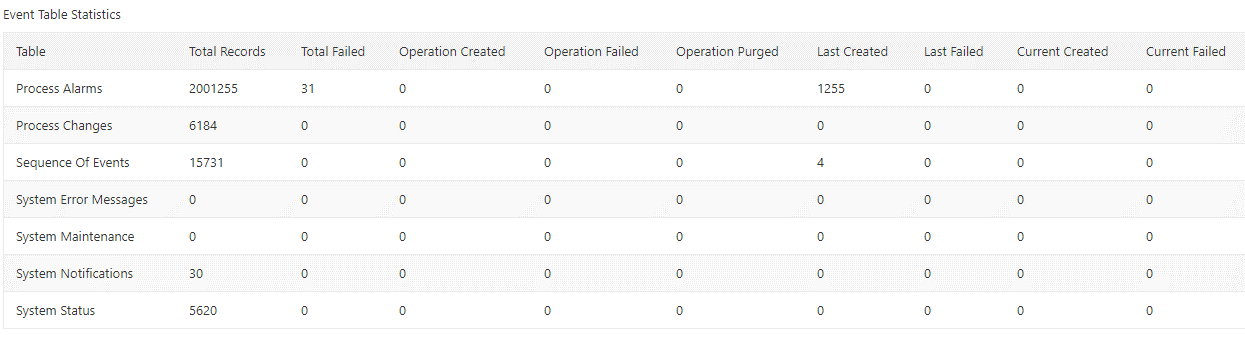 Event Table Statistics
Table Total Records Total Failed Operation Created Operation Failed Operation Purged Last Created Last Failed Current Created Current Failed
Process Alarms 2001255 31 0 0 0 1255 0 0 0
Process Changes 6184 0 0 0 0 0 0 0 0
Sequence Of Events 15731 0 0 0 0 4 0 0 0
System Error Messages 0 0 0 0 0 0 0 0 0
System Maintenance 0 0 0 0 0 0 0 0 0
System Notifications 30 0 0 0 0 0 0 0 0
System Status 5620 0 0 0 0 0 0 0 0